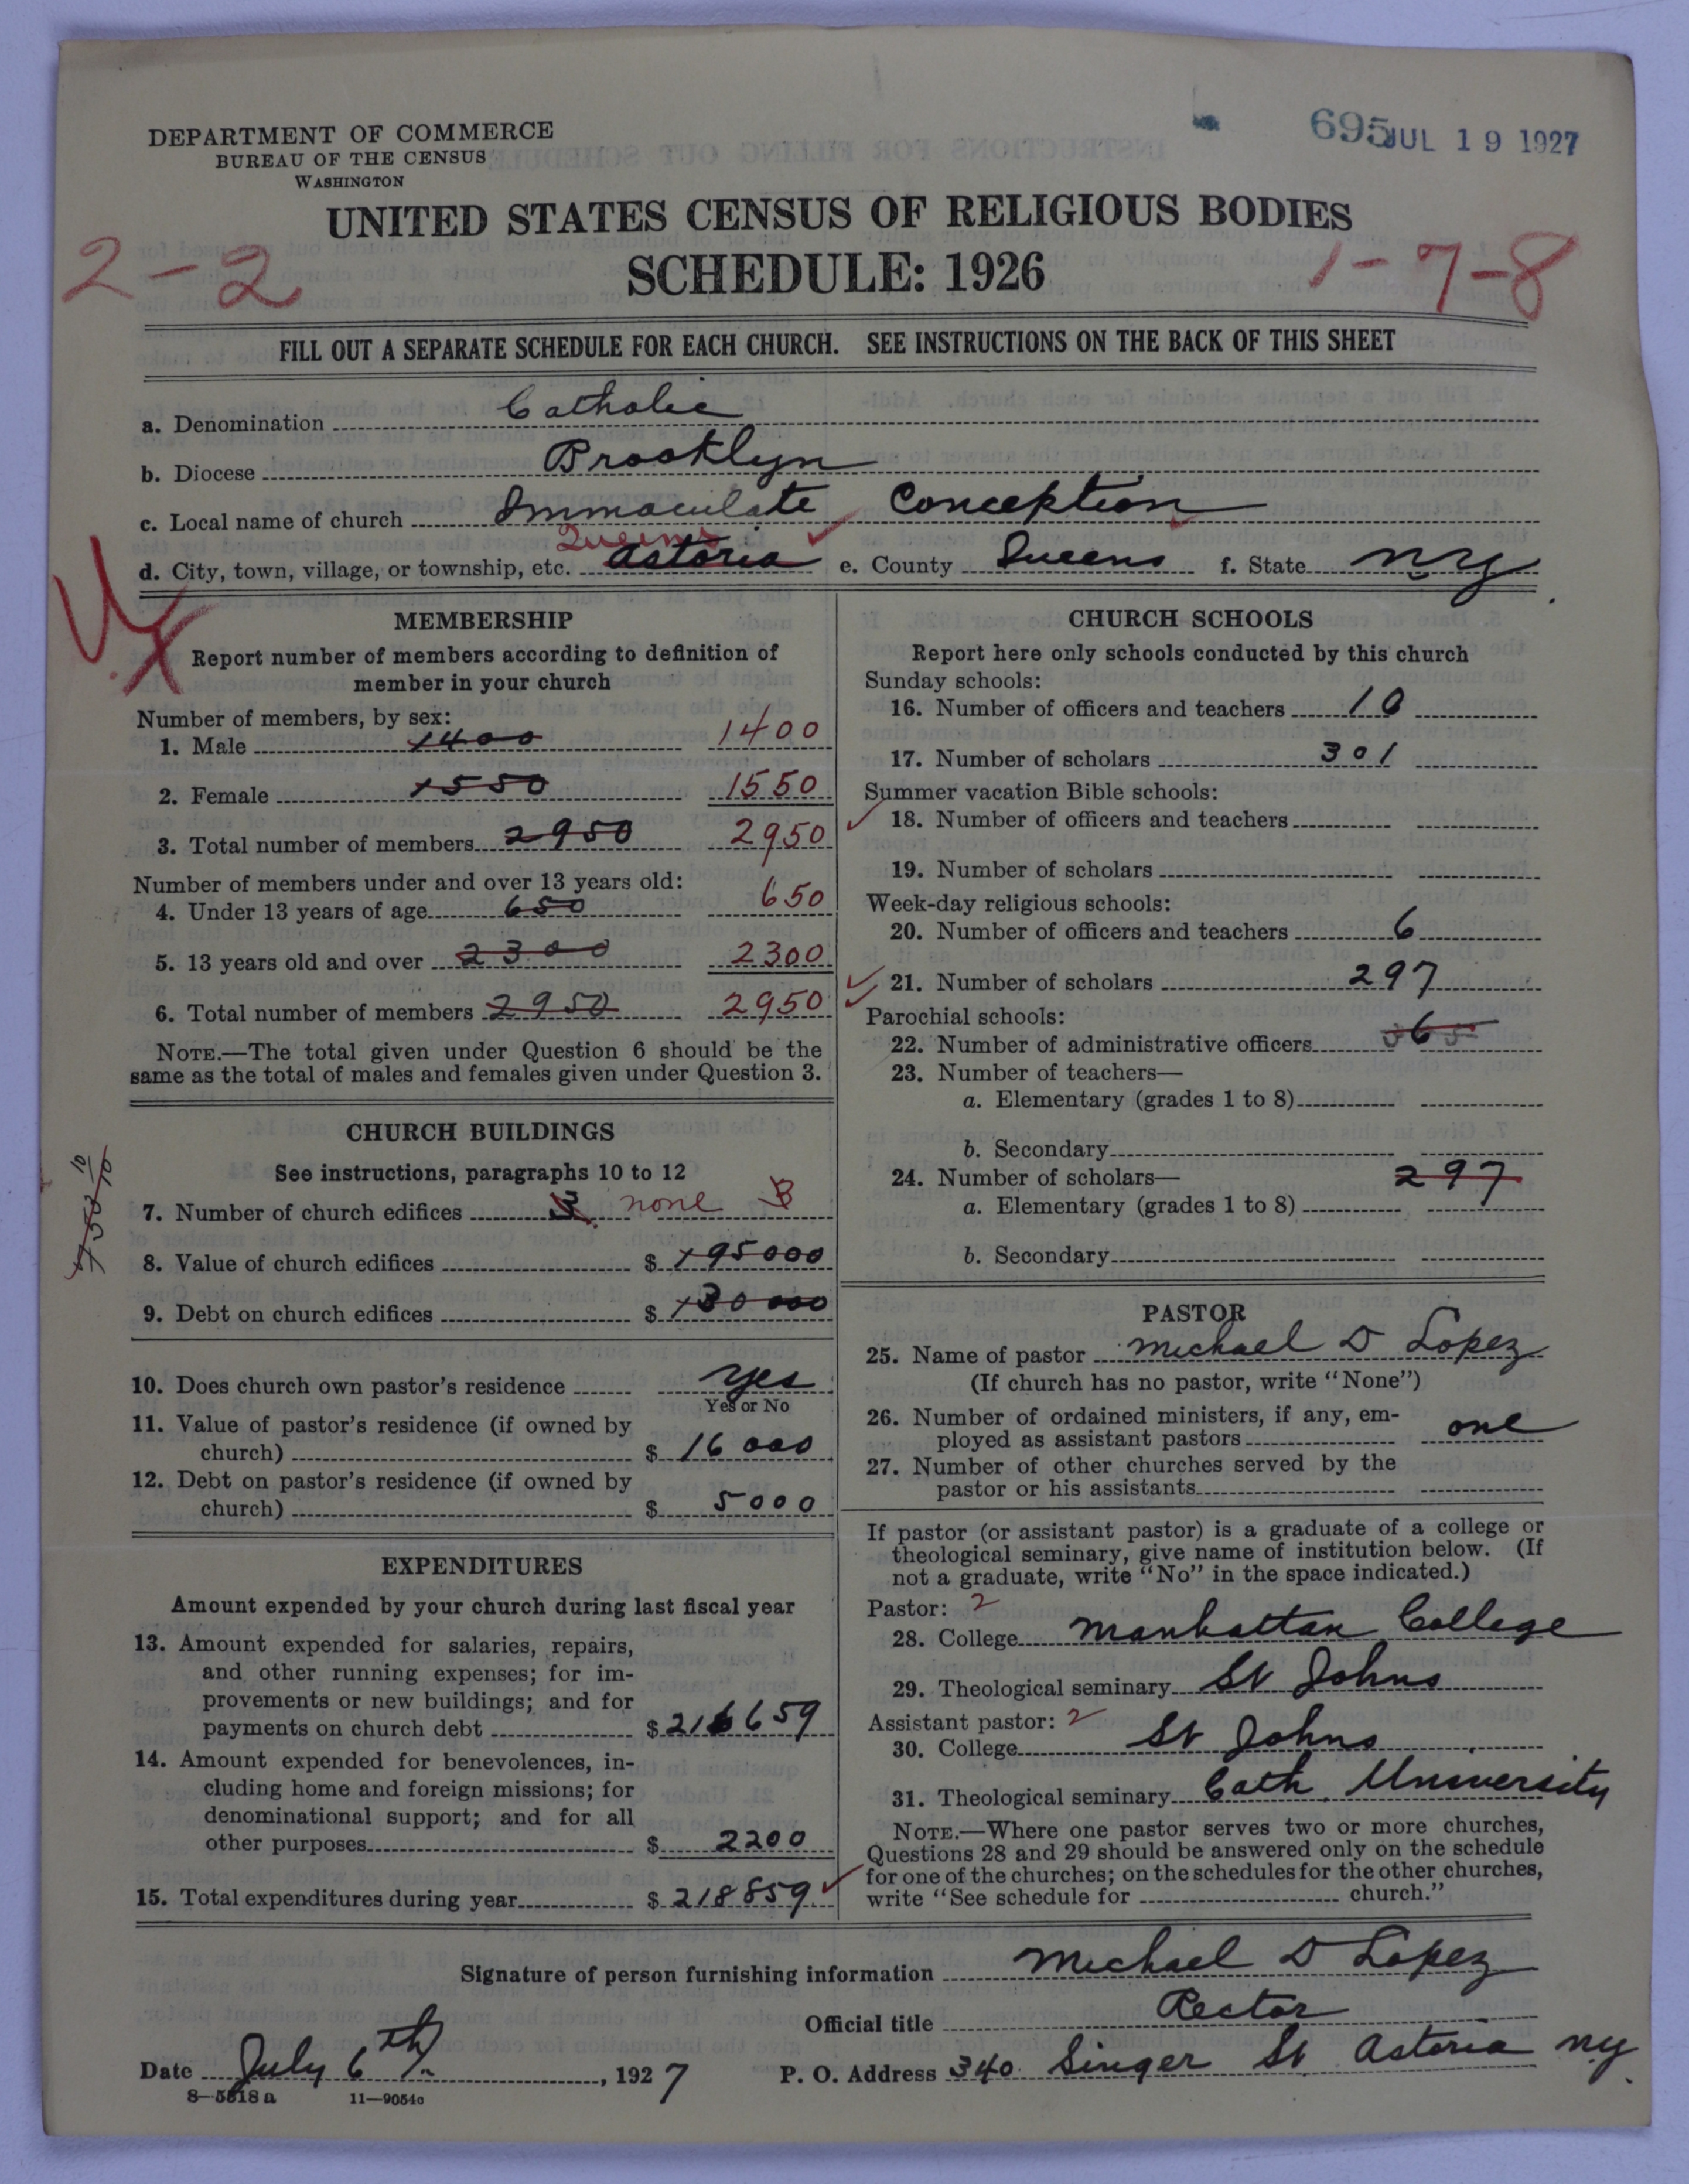 695 JUL 19 1927
DEPARTMENT OF COMMERCE
BUREAU OF THE CENSUS
WASHINGTON
UNITED STATES CENSUS OF RELIGIOUS BODIES
2-2
SCHEDULE: 1926
1-7-8
FILL OUT A SEPARATE SCHEDULE FOR EACH CHURCH. SEE INSTRUCTIONS ON THE BACK OF THIS SHEET
a. Denomination Catholic
b. Diocese Brooklyn
c. Local name of church Immaculate Conception
Queens
d. City, town, village, or township, etc. Astoria e. County Queens f. State NY
MEMBERSHIP
Report number of members according to definition of
member in your church
Number of members, by sex:
1. Male 1400 1400
2. Female 1550 1550
3. Total number of members 2950 2950
Number of members under and over 13 years old:
4. Under 13 years of age 650 650
5. 13 years old and over 2300 2300
6. Total number of members 2950 2950
NOTE.—The total given under Question 6 should be the
same as the total of males and females given under Question 3.
CHURCH BUILDINGS
See instructions, paragraphs 10 to 12
7. Number of church edifices 3 none 3
8. Value of church edifices $ 195000
9. Debt on church edifices $ 130000
10. Does church own pastor's residence yes
Yes or No
11. Value of pastor's residence (if owned by
church) $ 16000
12. Debt on pastor's residence (if owned by
church) $ 5000
EXPENDITURES
Amount expended by your church during last fiscal year
13. Amount expended for salaries, repairs,
and other running expenses; for im-
provements or new buildings; and for
payments on church debt $ 216659
14. Amount expended for benevolences, in-
cluding home and foreign missions; for
denominational support; and for all
other purposes $ 2200
15. Total expenditures during year $ 218859
CHURCH SCHOOLS
Report here only schools conducted by this church
Sunday schools:
16. Number of officers and teachers 10
17. Number of scholars 301
Summer vacation Bible schools:
18. Number of officers and teachers
19. Number of scholars
Week-day religious schools:
20. Number of officers and teachers 6
21. Number of scholars 297
Parochial schools:
22. Number of administrative officers
23. Number of teachers—
a. Elementary (grades 1 to 8)
b. Secondary
24. Number of scholars— 297
a. Elementary (grades 1 to 8)
b. Secondary
PASTOR
25. Name of pastor Michael D Lopez
(If church has no pastor, write "None")
26. Number of ordained ministers, if any, em-
ployed as assistant pastors one
27. Number of other churches served by the
pastor or his assistants
If pastor (or assistant pastor) is a graduate of a college or
theological seminary, give name of institution below. (If
not a graduate, write "No" in the space indicated.)
Pastor: 2
28. College Manhattan College
29. Theological seminary St Johns
Assistant pastor: 2
30. College St Johns
31. Theological seminary Cath. University
NOTE.—Where one pastor serves two or more churches,
Questions 28 and 29 should be answered only on the schedule
for one of the churches; on the schedules for the other churches,
write "See schedule for church."
Signature of person furnishing information Michael D Lopez
Official title Rector
Date July 6th, 1927 P. O. Address 340 Singer St Astoria NY.
8—5818a 11—9054c